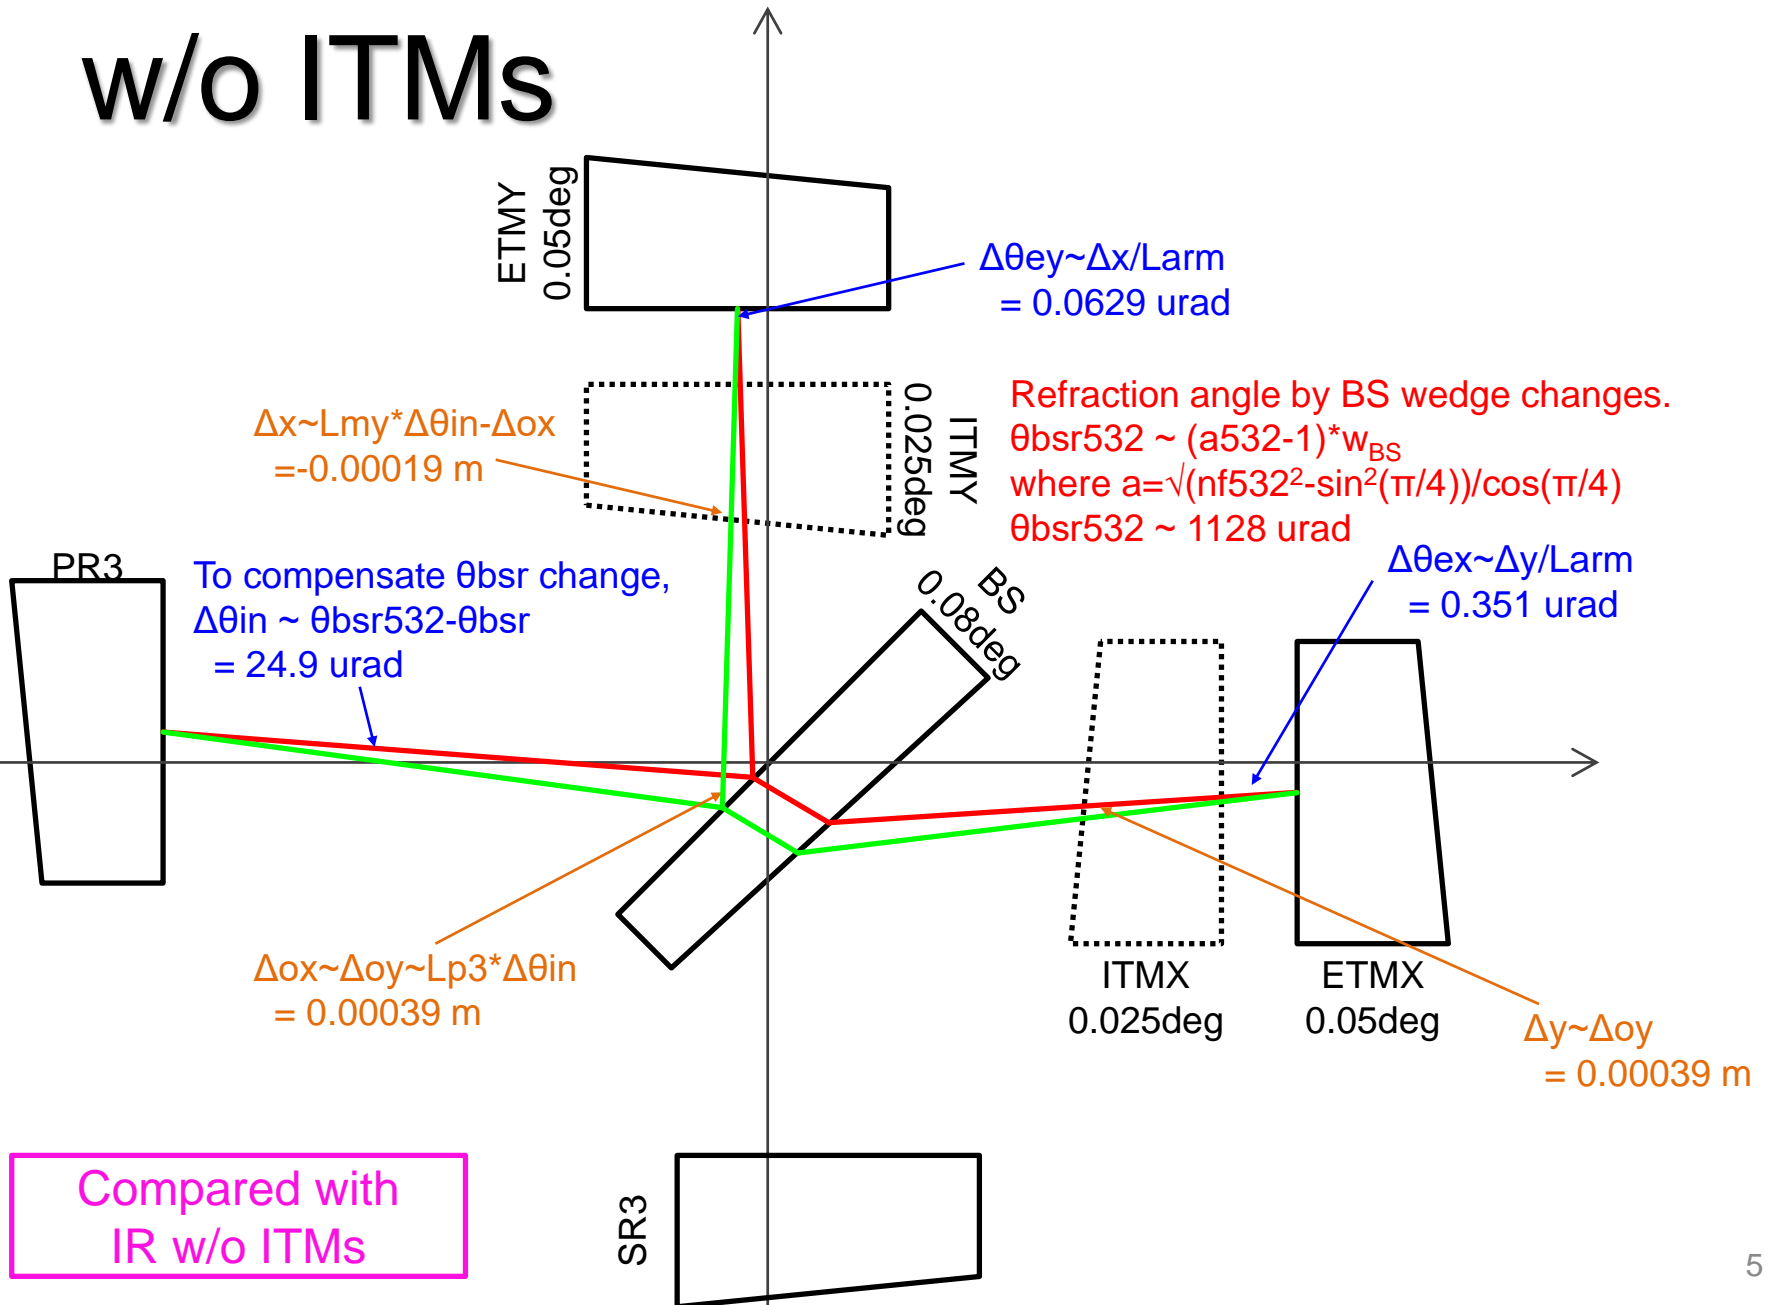 w/o ITMs
ETMY
0.05deg
Δθey~Δx/Larm
= 0.0629 urad
Δx~Lmy*Δθin-Δox
=-0.00019 m
ITMY
0.025deg
Refraction angle by BS wedge changes.
θbsr532 ~ (a532-1)*w_BS
where a=√(nf532²-sin²(π/4))/cos(π/4)
θbsr532 ~ 1128 urad
PR3
To compensate θbsr change,
Δθin ~ θbsr532-θbsr
= 24.9 urad
BS
0.08deg
Δθex~Δy/Larm
= 0.351 urad
Δox~Δoy~Lp3*Δθin
= 0.00039 m
ITMX
0.025deg
ETMX
0.05deg
Δy~Δoy
= 0.00039 m
Compared with
IR w/o ITMs
SR3
5